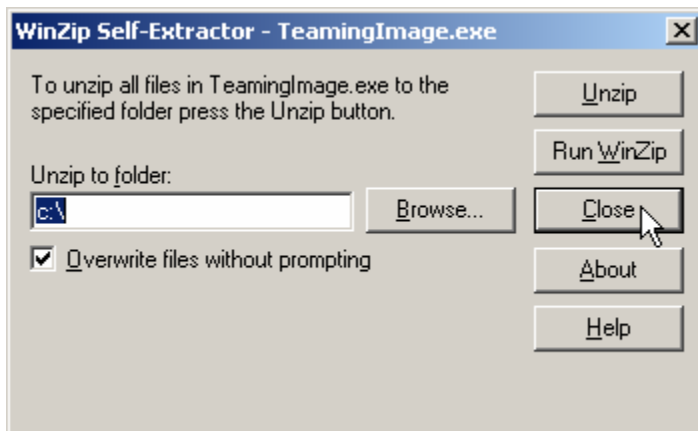 WinZip Self-Extractor - TeamingImage.exe
To unzip all files in TeamingImage.exe to the
specified folder press the Unzip button.
Unzip to folder:
c:\
Browse...
Overwrite files without prompting
Unzip
Run WinZip
Close
About
Help